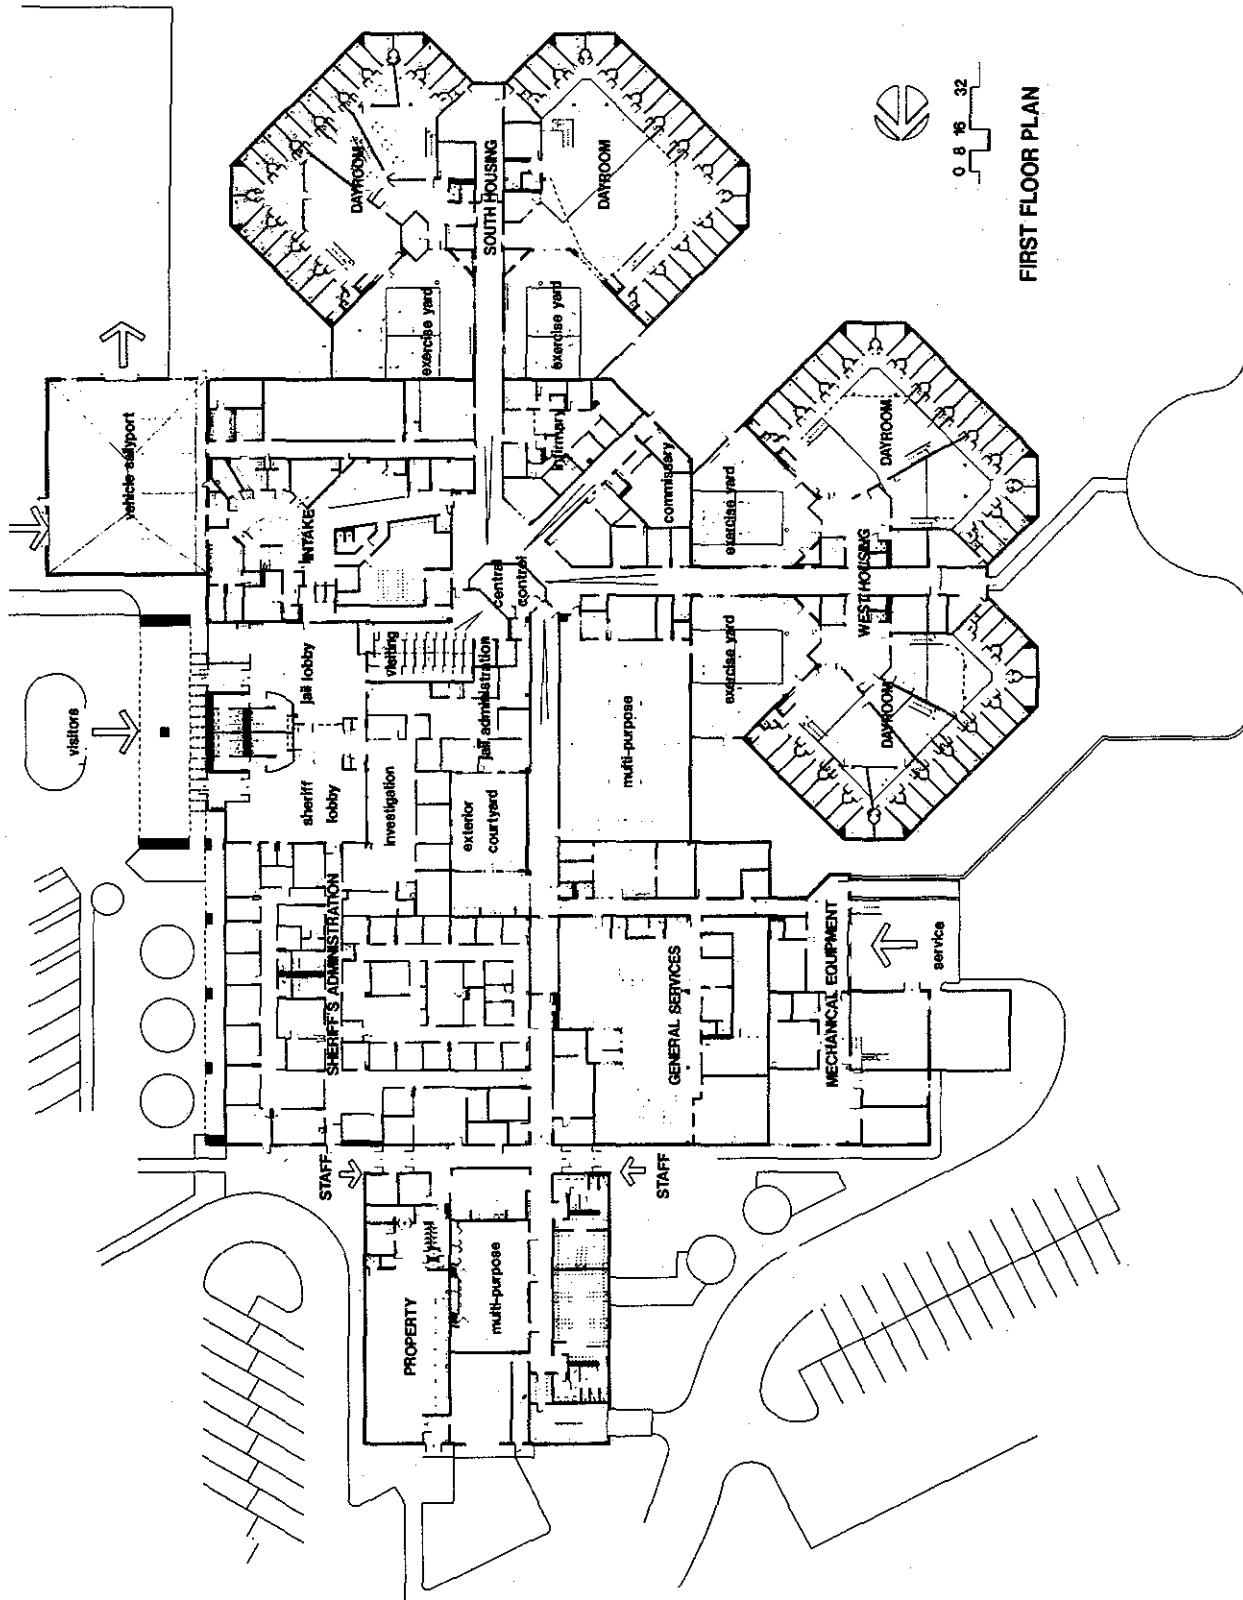 visitors
vehicle sallyport
DAYROOM
SOUTH HOUSING
DAYROOM
exercise yard
exercise yard
INTAKE
infirmary
commissary
central
control
jail lobby
visiting
jail administration
sheriff
lobby
investigation
exterior
courtyard
multi-purpose
exercise yard
exercise yard
WEST HOUSING
DAYROOM
DAYROOM
SHERIFF'S ADMINISTRATION
GENERAL SERVICES
MECHANICAL EQUIPMENT
service
STAFF
STAFF
PROPERTY
multi-purpose
0 8 16 32
FIRST FLOOR PLAN